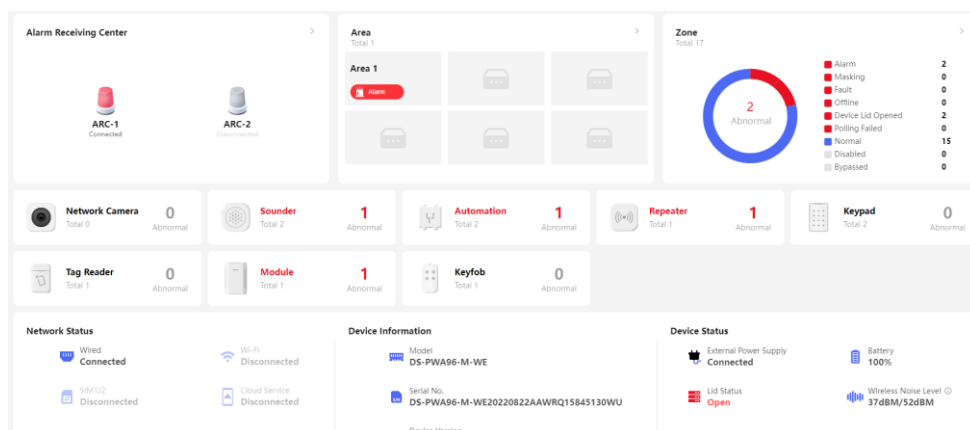 Alarm Receiving Center
ARC-1
Connected
ARC-2
Disconnected
Area
Total 1
Area 1
Alarm
Zone
Total 17
2
Abnormal
Alarm 2
Masking 0
Fault 0
Offline 0
Device Lid Opened 2
Polling Failed 0
Normal 15
Disabled 0
Bypassed 0
Network Camera
Total 0
0
Abnormal
Sounder
Total 2
1
Abnormal
Automation
Total 2
1
Abnormal
Repeater
Total 1
1
Abnormal
Keypad
Total 2
0
Abnormal
Tag Reader
Total 1
0
Abnormal
Module
Total 1
1
Abnormal
Keyfob
Total 1
0
Abnormal
Network Status
Wired
Connected
Wi-Fi
Disconnected
SIM1/2
Disconnected
Cloud Service
Disconnected
Device Information
Model
DS-PWA96-M-WE
Serial No.
DS-PWA96-M-WE20220822AAWRQ15845130WU
Device Version
Device Status
External Power Supply
Connected
Battery
100%
Lid Status
Open
Wireless Noise Level
37dBM/52dBM